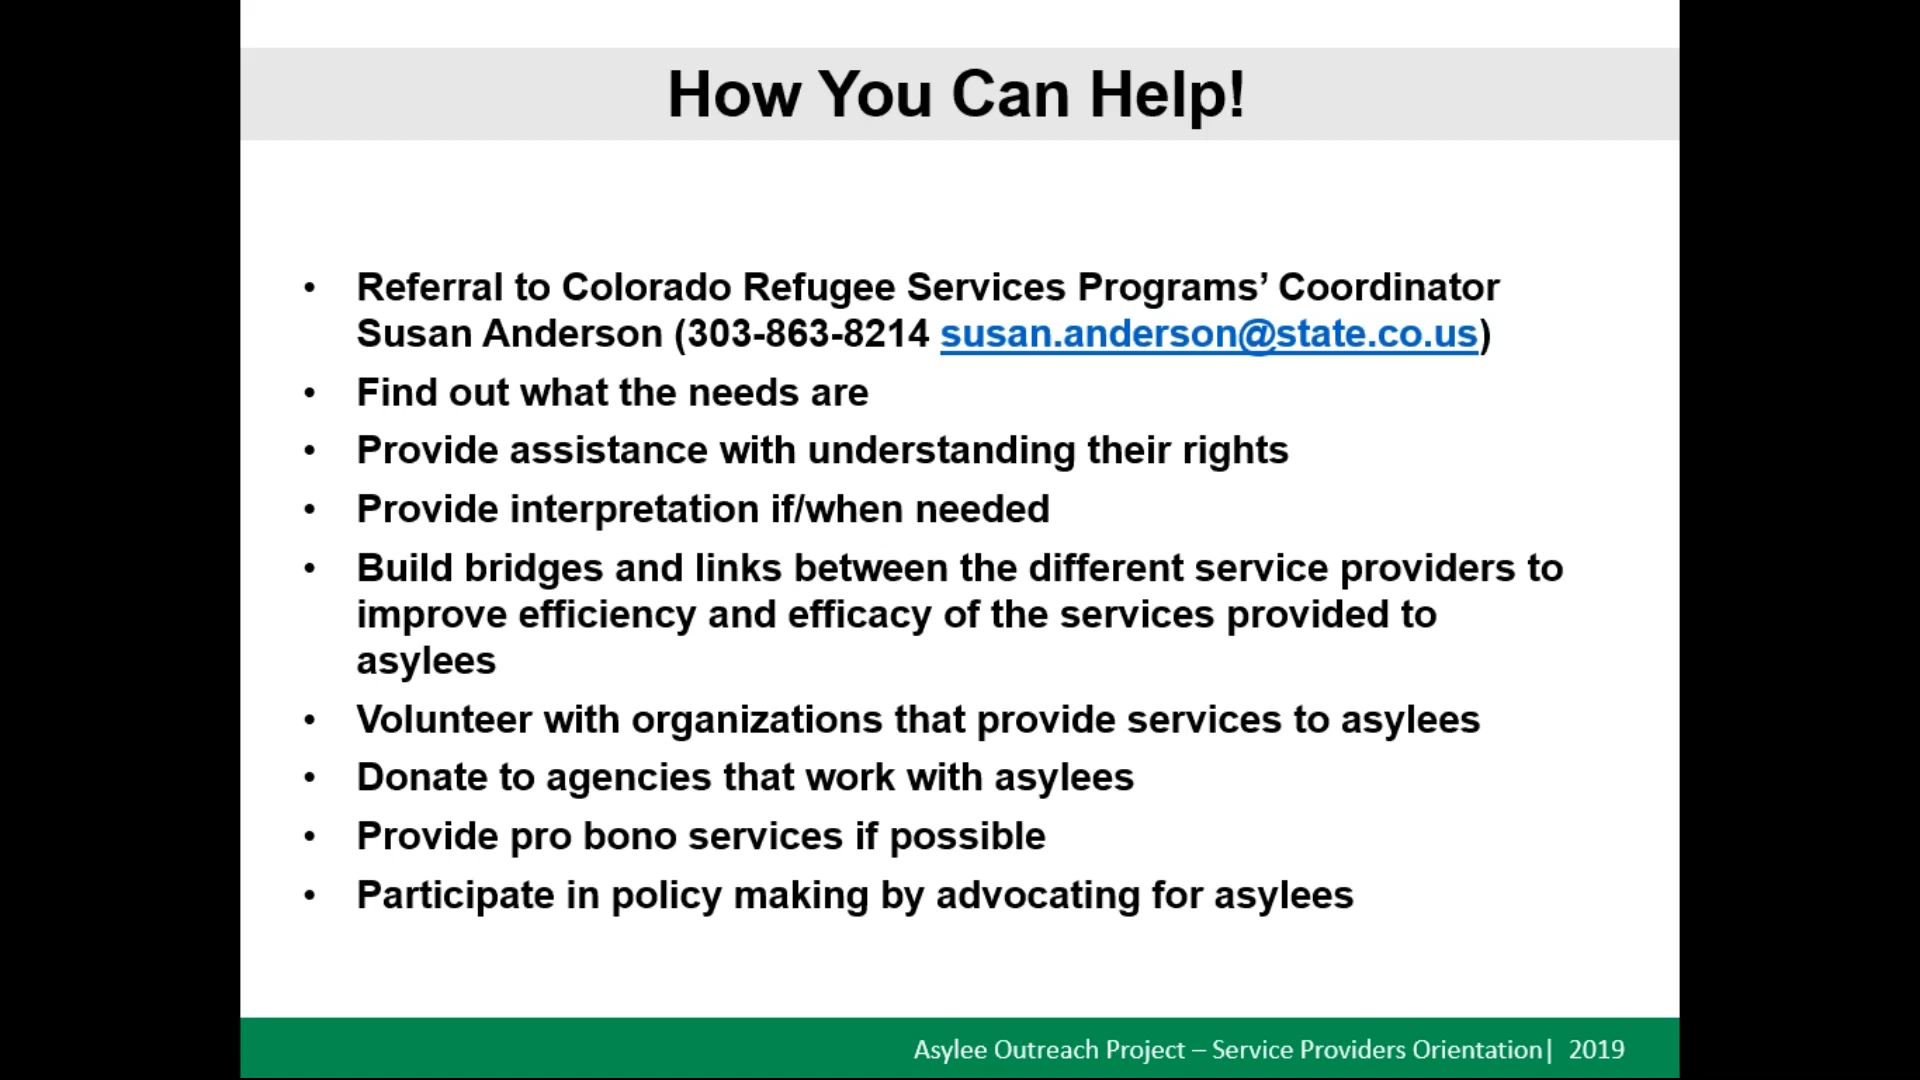 How You Can Help!
• Referral to Colorado Refugee Services Programs’ Coordinator
Susan Anderson (303-863-8214 susan.anderson@state.co.us)
• Find out what the needs are
• Provide assistance with understanding their rights
• Provide interpretation if/when needed
• Build bridges and links between the different service providers to
improve efficiency and efficacy of the services provided to
asylees
• Volunteer with organizations that provide services to asylees
• Donate to agencies that work with asylees
• Provide pro bono services if possible
• Participate in policy making by advocating for asylees
Asylee Outreach Project – Service Providers Orientation| 2019